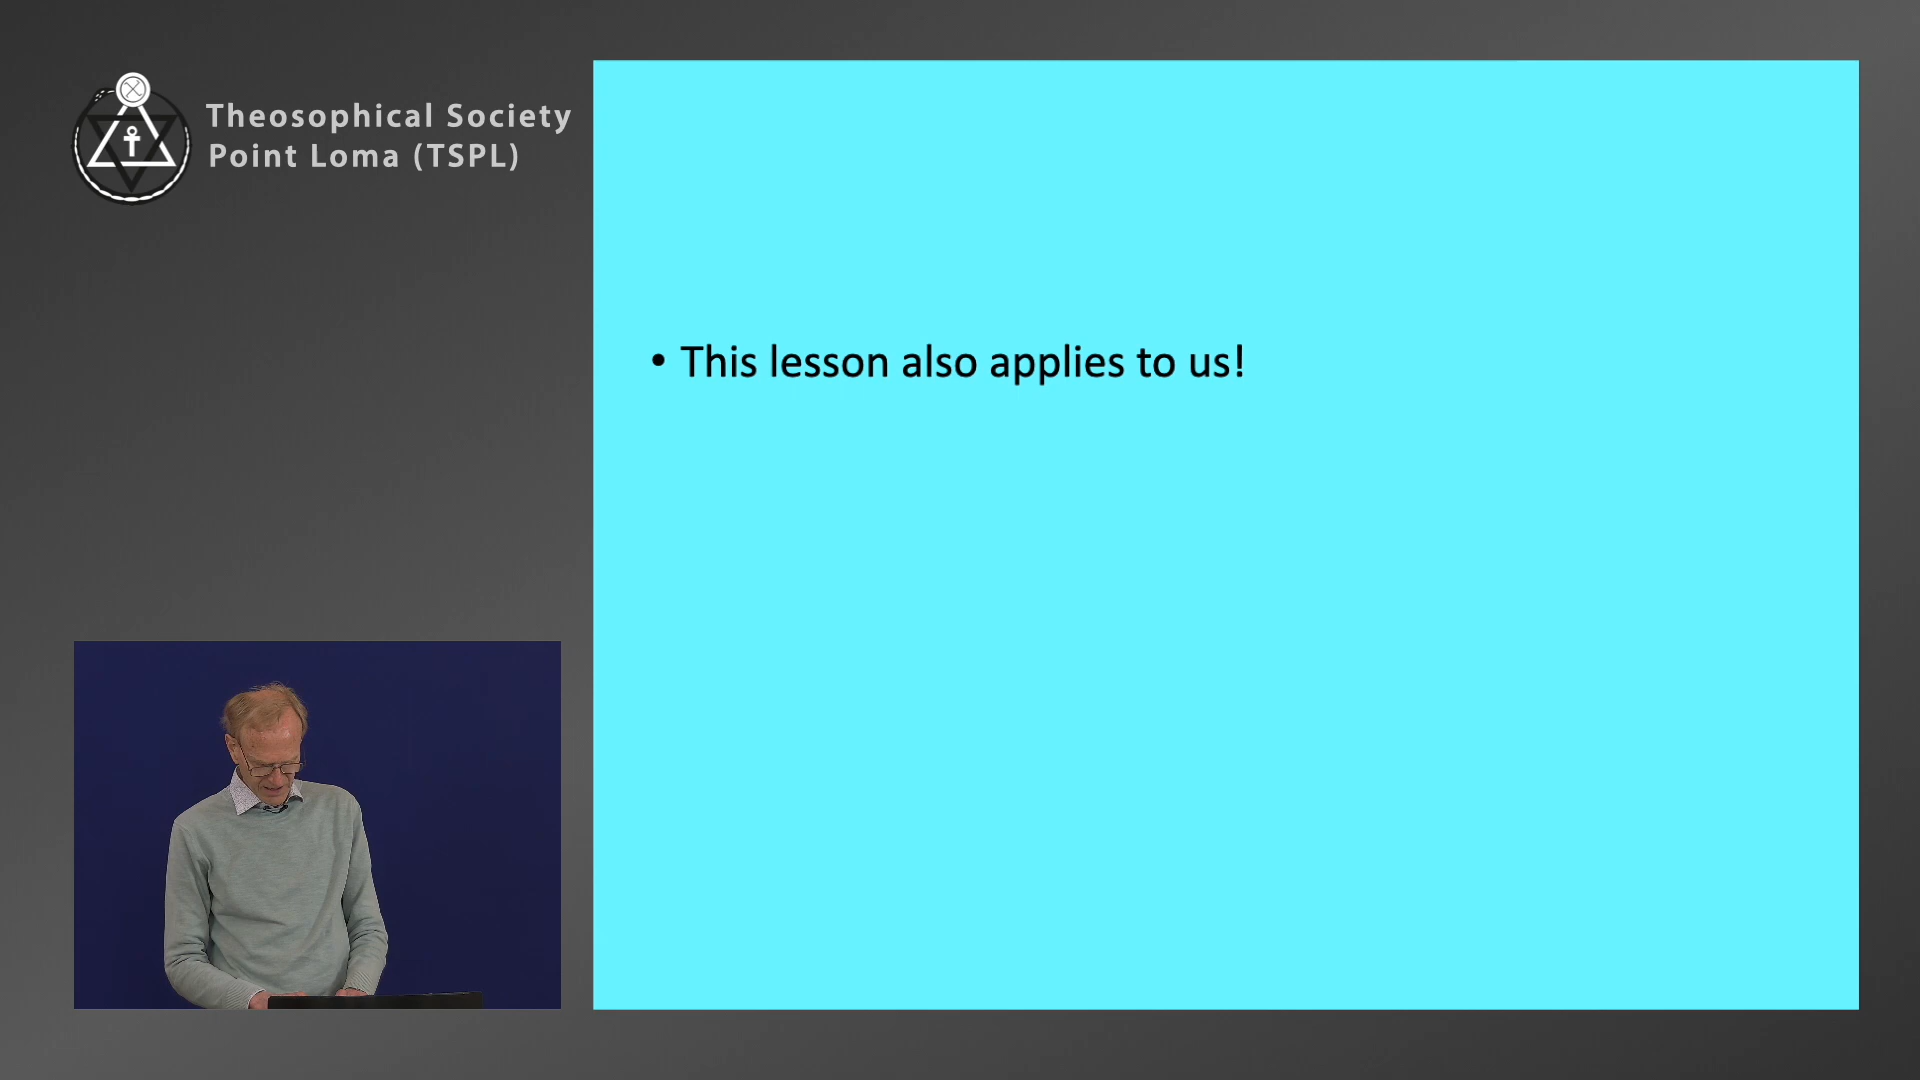 Theosophical Society
Point Loma (TSPL)
• This lesson also applies to us!